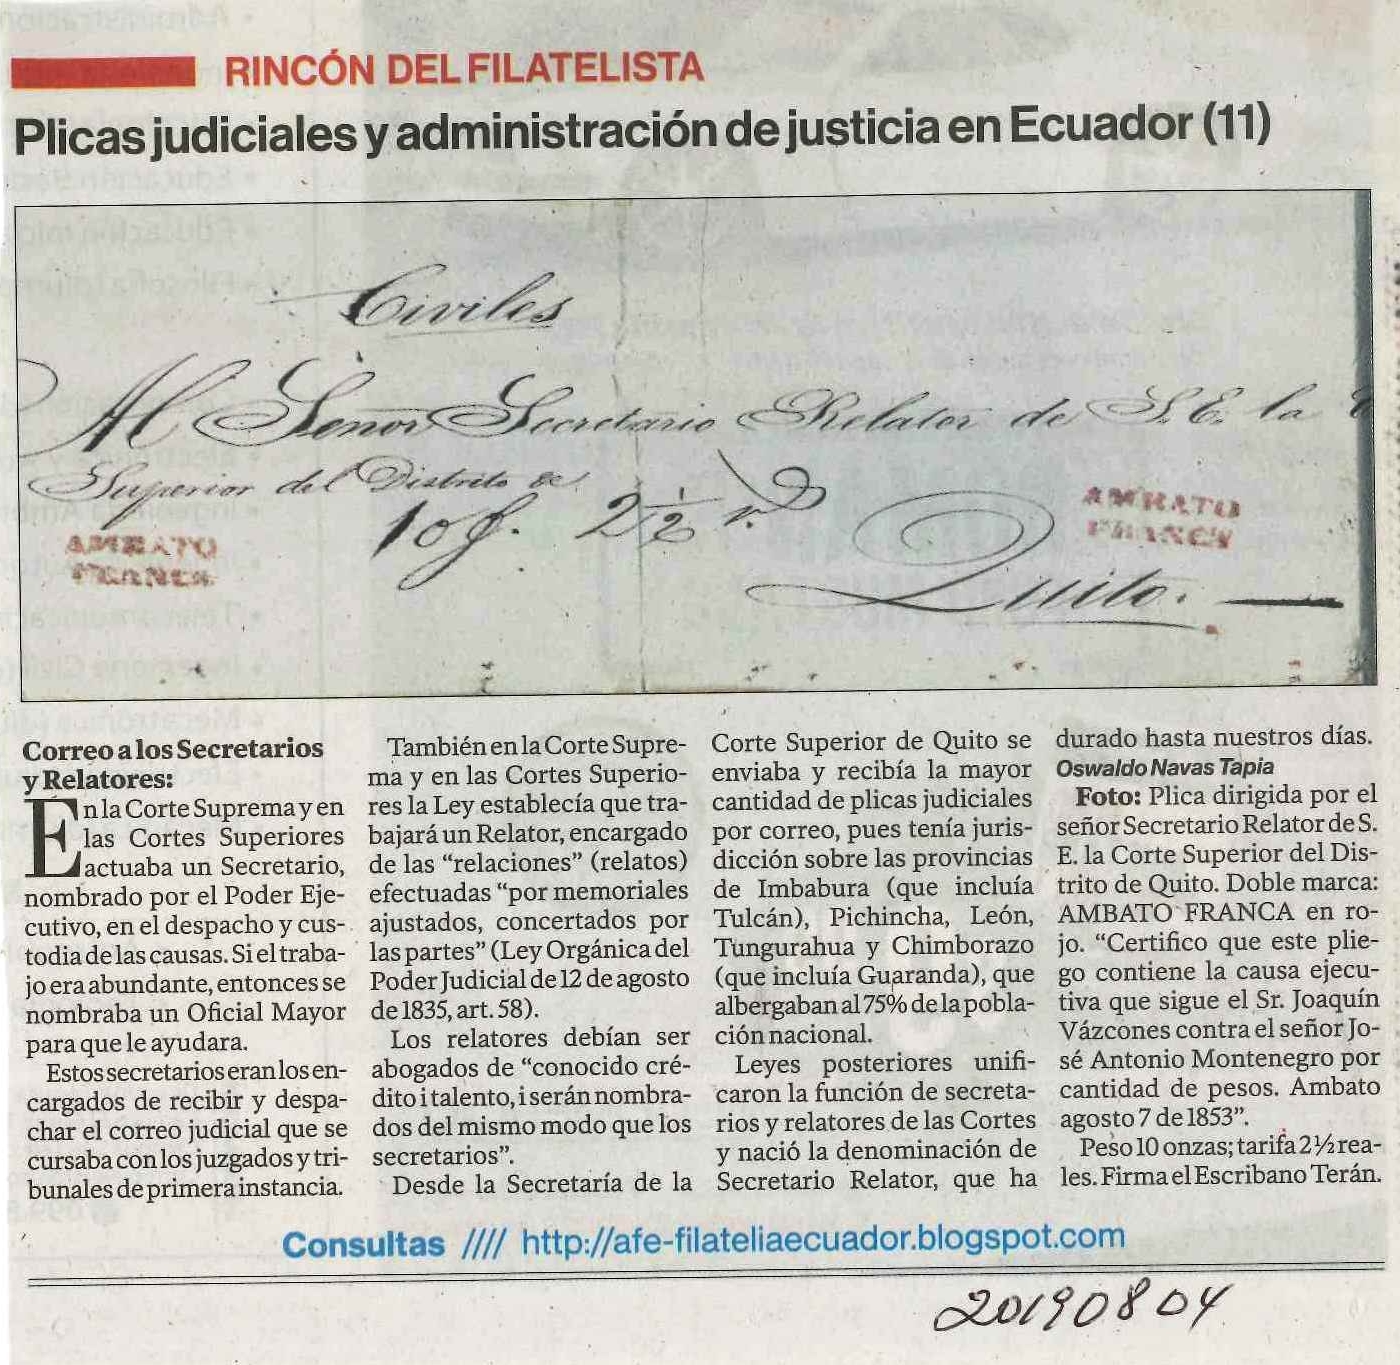 RINCÓN DEL FILATELISTA
Plicas judiciales y administración de justicia en Ecuador (11)
Civiles
Al Señor Secretario Relator de S.E. la
Superior del Distrito &c
10 f. 2 1/2 r.
AMBATO
FRANCA
AMBATO
FRANCA
Quito.
Correo a los Secretarios
y Relatores:
En la Corte Suprema y en
las Cortes Superiores
actuaba un Secretario,
nombrado por el Poder Eje-
cutivo, en el despacho y cus-
todia de las causas. Si el traba-
jo era abundante, entonces se
nombraba un Oficial Mayor
para que le ayudara.
Estos secretarios eran los en-
cargados de recibir y despa-
char el correo judicial que se
cursaba con los juzgados y tri-
bunales de primera instancia.
También en la Corte Supre-
ma y en las Cortes Superio-
res la Ley establecía que tra-
bajará un Relator, encargado
de las "relaciones" (relatos)
efectuadas "por memoriales
ajustados, concertados por
las partes" (Ley Orgánica del
Poder Judicial de 12 de agosto
de 1835, art. 58).
Los relatores debían ser
abogados de "conocido cré-
dito i talento, i serán nombra-
dos del mismo modo que los
secretarios".
Desde la Secretaría de la
Corte Superior de Quito se
enviaba y recibía la mayor
cantidad de plicas judiciales
por correo, pues tenía juris-
dicción sobre las provincias
de Imbabura (que incluía
Tulcán), Pichincha, León,
Tungurahua y Chimborazo
(que incluía Guaranda), que
albergaban al 75% de la pobla-
ción nacional.
Leyes posteriores unifi-
caron la función de secreta-
rios y relatores de las Cortes
y nació la denominación de
Secretario Relator, que ha
durado hasta nuestros días.
Oswaldo Navas Tapia
Foto: Plica dirigida por el
señor Secretario Relator de S.
E. la Corte Superior del Dis-
trito de Quito. Doble marca:
AMBATO FRANCA en ro-
jo. "Certifico que este plie-
go contiene la causa ejecu-
tiva que sigue el Sr. Joaquín
Vázcones contra el señor Jo-
sé Antonio Montenegro por
cantidad de pesos. Ambato
agosto 7 de 1853".
Peso 10 onzas; tarifa 2 ½ rea-
les. Firma el Escribano Terán.
Consultas //// http://afe-filateliaecuador.blogspot.com
20190804